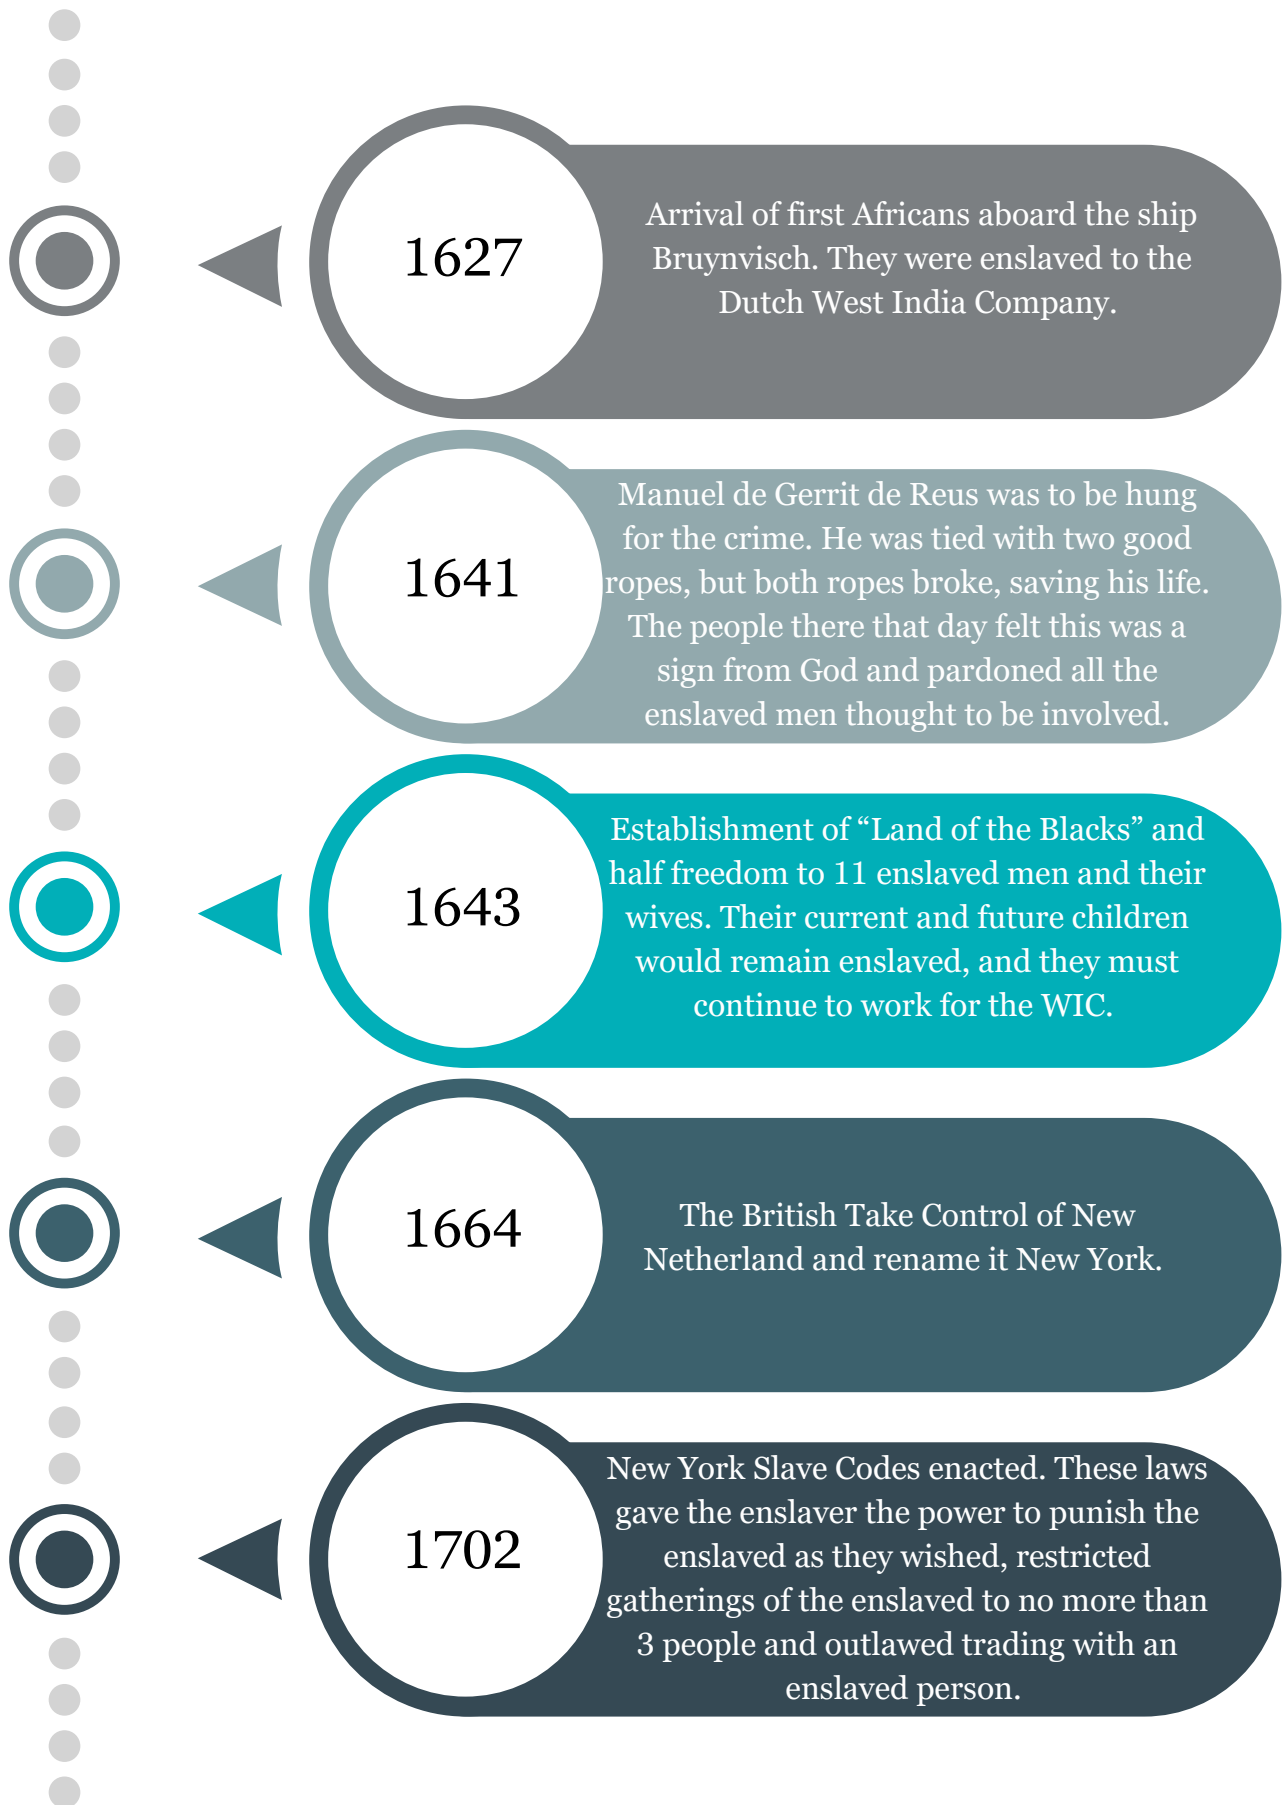 1627
Arrival of first Africans aboard the ship
Bruynvisch. They were enslaved to the
Dutch West India Company.
1641
Manuel de Gerrit de Reus was to be hung
for the crime. He was tied with two good
ropes, but both ropes broke, saving his life.
The people there that day felt this was a
sign from God and pardoned all the
enslaved men thought to be involved.
1643
Establishment of “Land of the Blacks” and
half freedom to 11 enslaved men and their
wives. Their current and future children
would remain enslaved, and they must
continue to work for the WIC.
1664
The British Take Control of New
Netherland and rename it New York.
1702
New York Slave Codes enacted. These laws
gave the enslaver the power to punish the
enslaved as they wished, restricted
gatherings of the enslaved to no more than
3 people and outlawed trading with an
enslaved person.